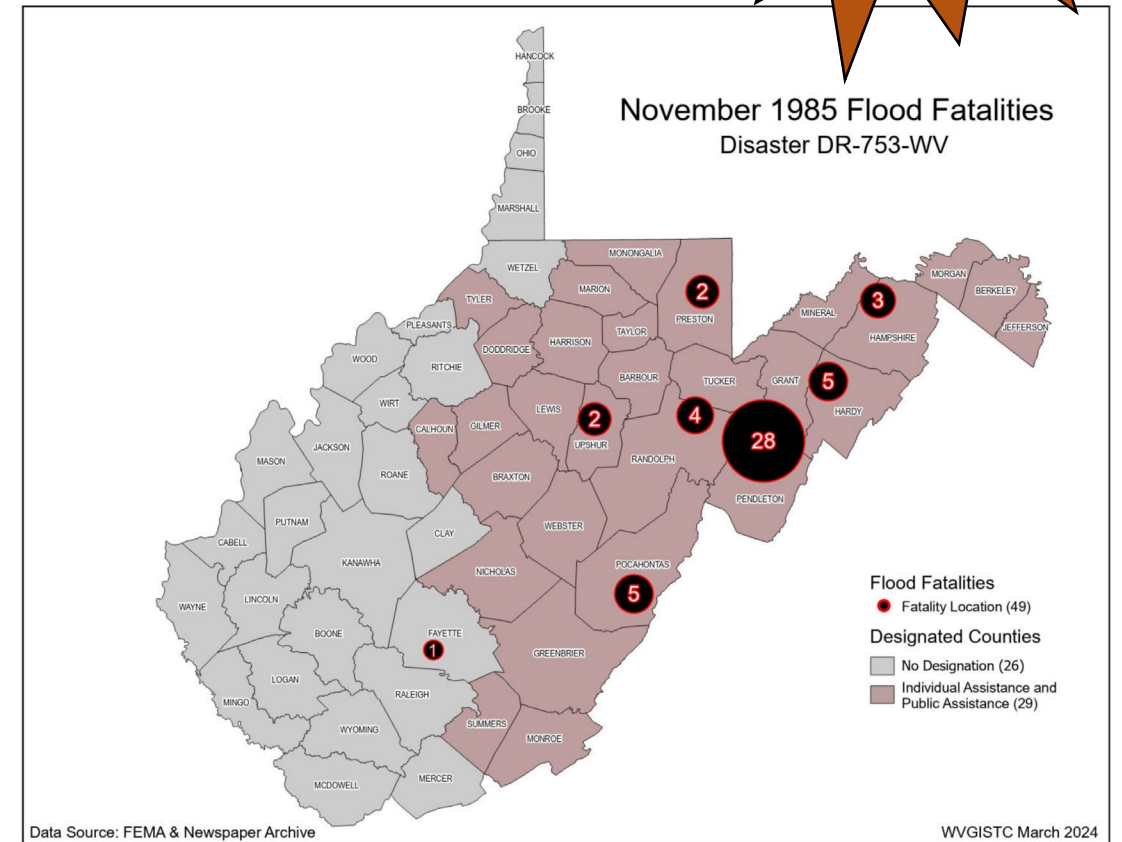 HANCOCK
BROOKE
November 1985 Flood Fatalities
Disaster DR-753-WV
OHIO
MARSHALL
WETZEL
MONONGALIA
MORGAN
BERKELEY
MARION
2
3
TYLER
MINERAL
PRESTON
PLEASANTS
JEFFERSON
TAYLOR
HAMPSHIRE
HARRISON
DODDRIDGE
WOOD
RITCHIE
BARBOUR
TUCKER
GRANT
5
WIRT
LEWIS
HARDY
2
4
CALHOUN
GILMER
28
UPSHUR
JACKSON
MASON
RANDOLPH
ROANE
BRAXTON
PENDLETON
PUTNAM
WEBSTER
CLAY
CABELL
KANAWHA
POCAHONTAS
NICHOLAS
Flood Fatalities
5
LINCOLN
WAYNE
Fatality Location (49)
BOONE
FAYETTE
Designated Counties
1
GREENBRIER
No Designation (26)
LOGAN
Individual Assistance and
Public Assistance (29)
RALEIGH
MINGO
SUMMERS
WYOMING
MONROE
MERCER
MCDOWELL
Data Source: FEMA & Newspaper Archive
WVGISTC March 2024